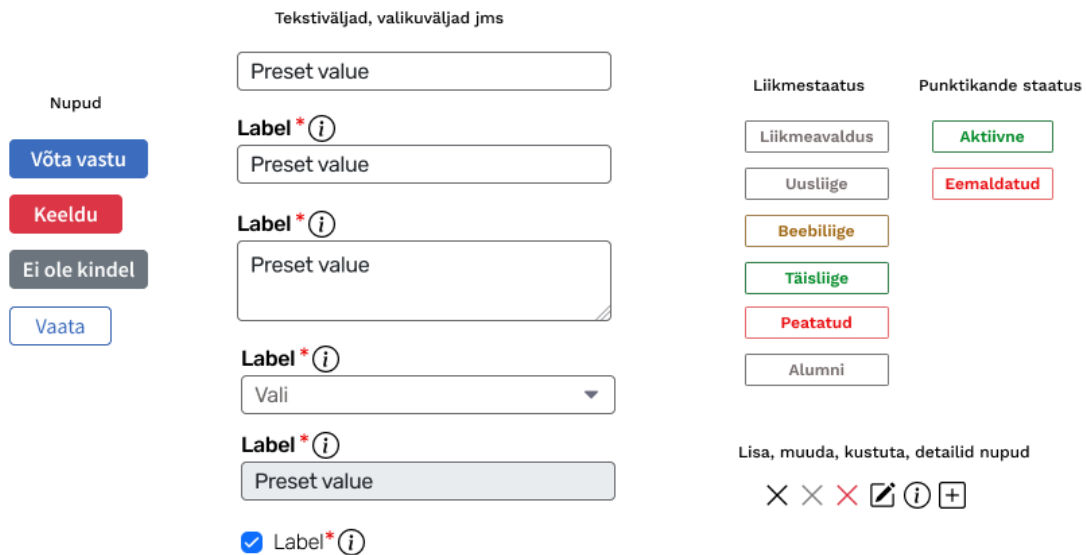 Tekstiväljad, valikuväljad jms
Nupud
Võta vastu
Keeldu
Ei ole kindel
Vaata
Preset value
Label*
Preset value
Label*
Preset value
Label*
Vali
Label*
Preset value
Label*
Liikmestaatus
Liikmeavaldus
Uusliige
Beebiliige
Täisliige
Peatatud
Alumni
Punktikande staatus
Aktiivne
Eemaldatud
Lisa, muuda, kustuta, detailid nupud